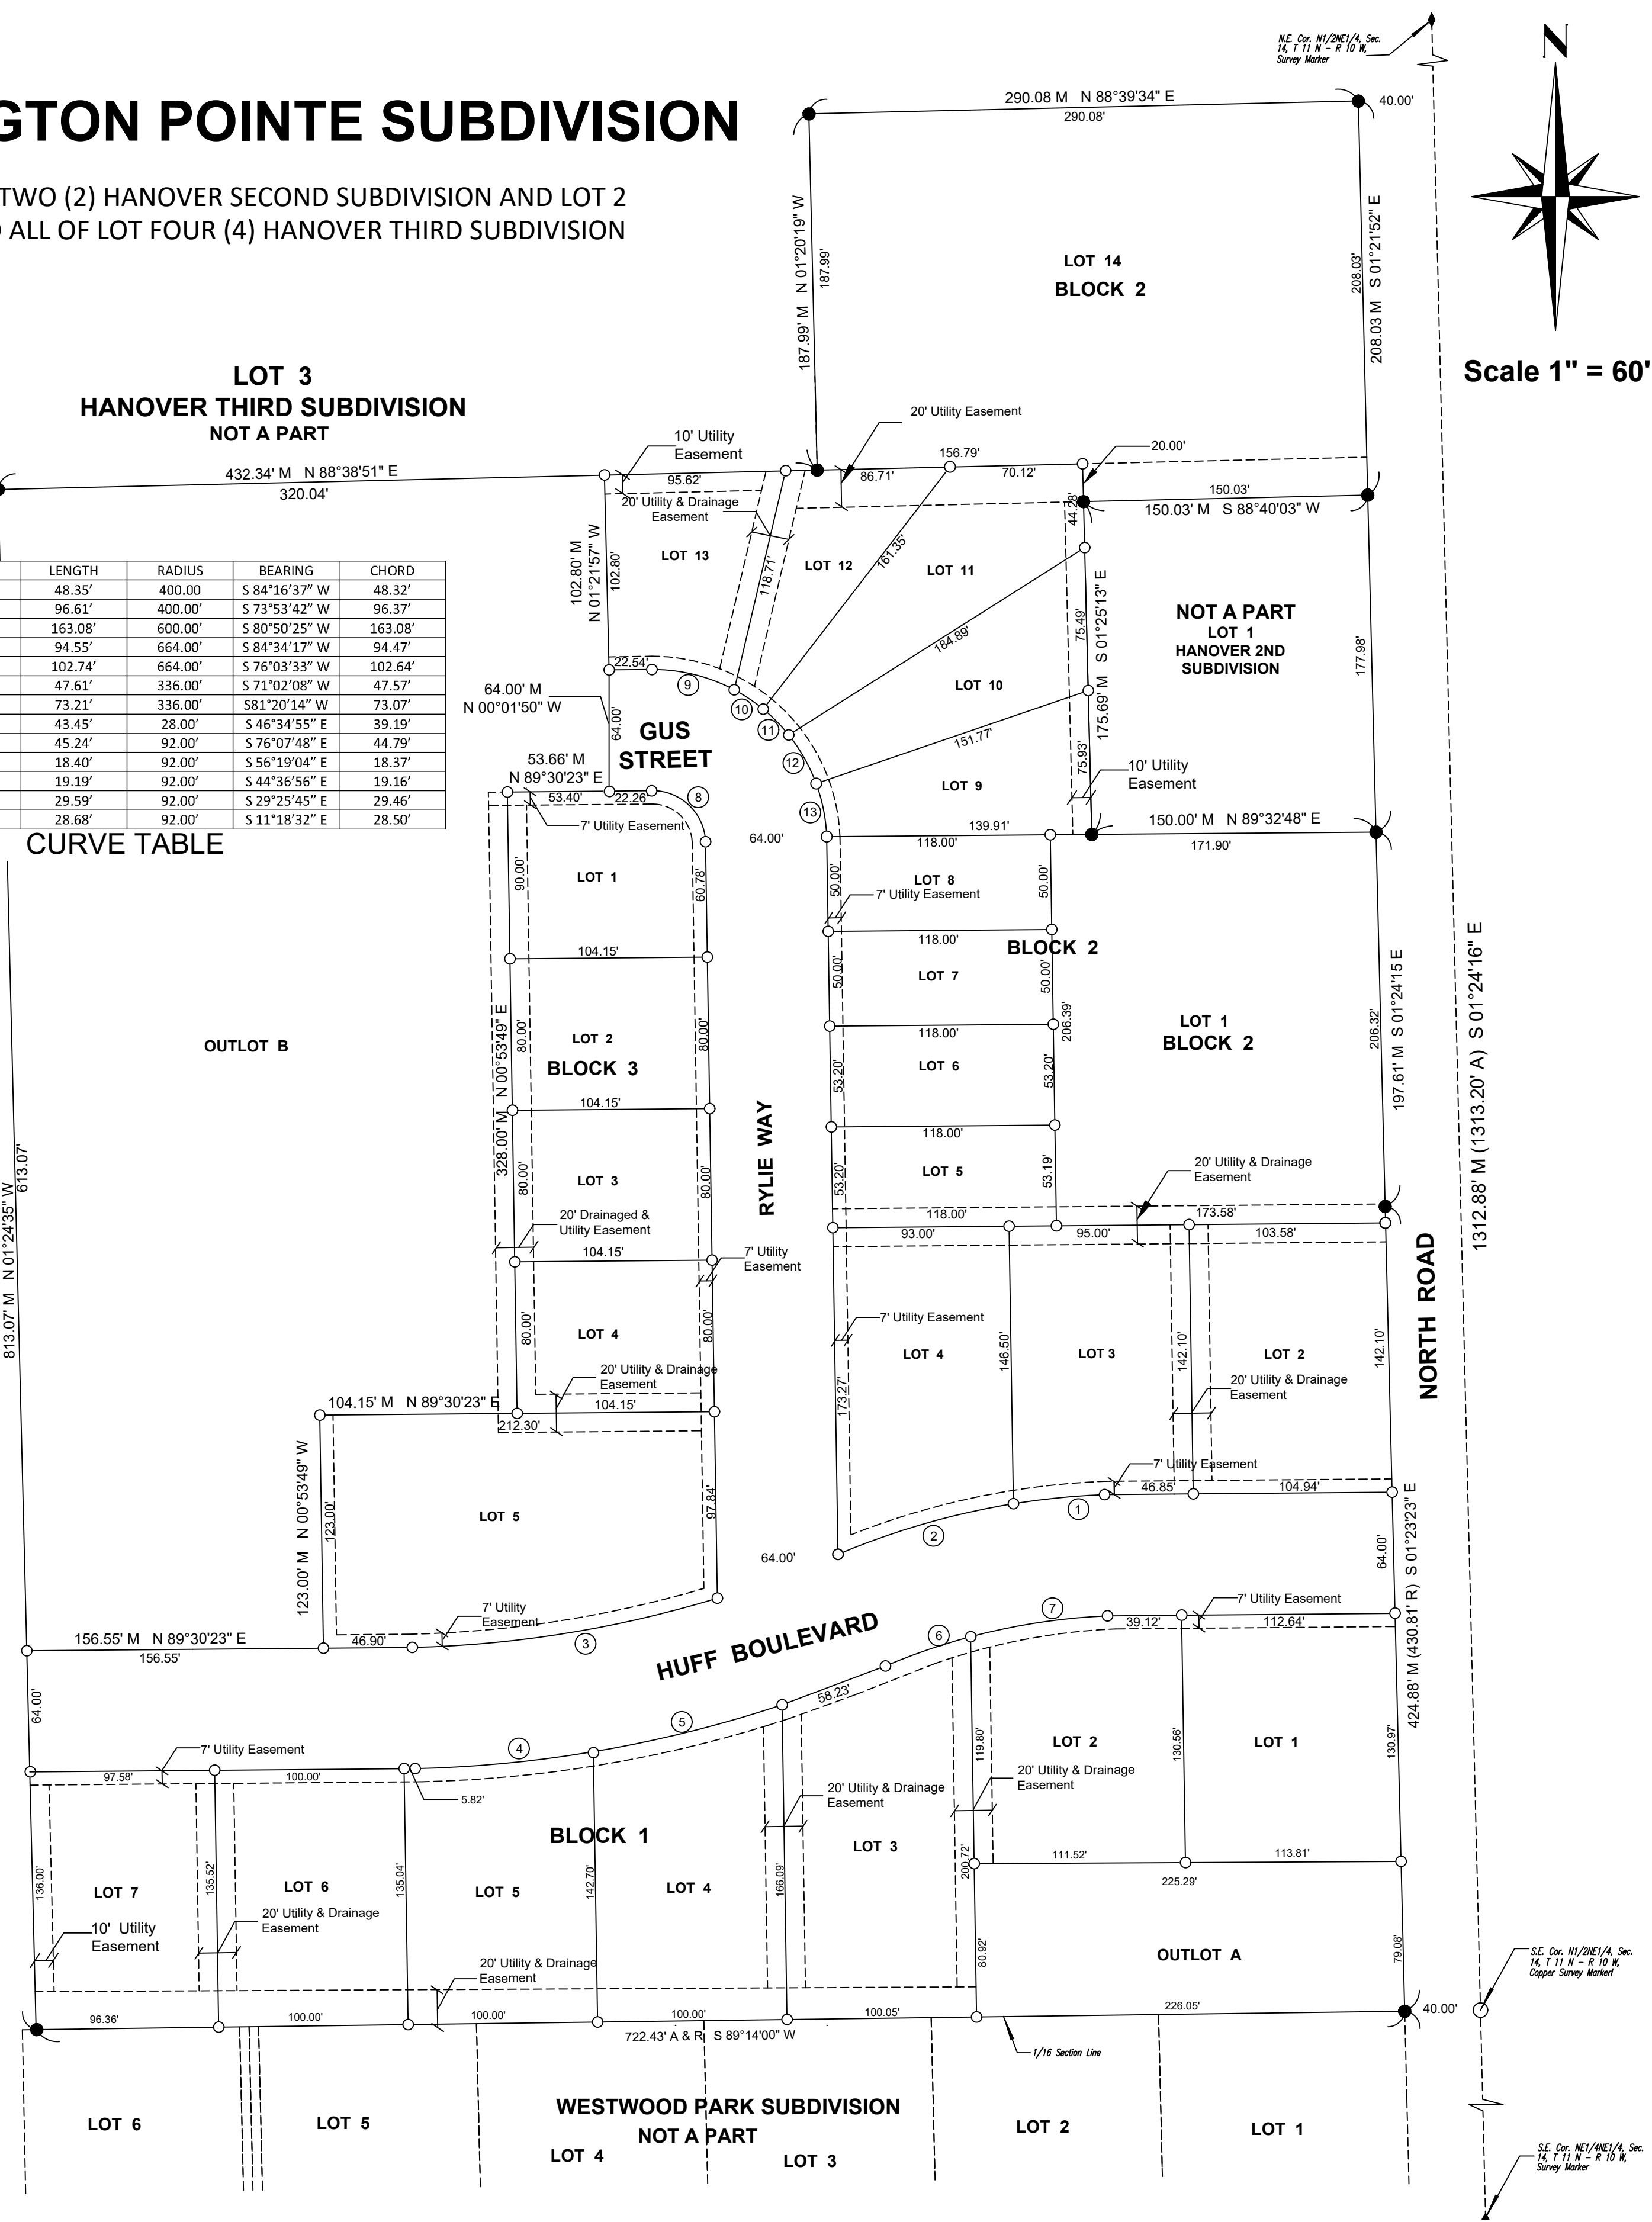 GTON POINTE SUBDIVISION
TWO (2) HANOVER SECOND SUBDIVISION AND LOT 2
ALL OF LOT FOUR (4) HANOVER THIRD SUBDIVISION
N.E. Cor. N1/2NE1/4, Sec.
14, T 11 N - R 10 W,
Survey Marker
N
Scale 1" = 60'
290.08 M N 88°39'34" E
290.08'
40.00'
187.99' M N 01°20'19" W
187.99'
LOT 14
BLOCK 2
208.03'
208.03 M S 01°21'52" E
LOT 3
HANOVER THIRD SUBDIVISION
NOT A PART
432.34' M N 88°38'51" E
320.04'
10' Utility
Easement
95.62'
20' Utility Easement
86.71'
156.79'
70.12'
20.00'
150.03'
150.03' M S 88°40'03" W
44.28'
20' Utility & Drainage
Easement
102.80' M
N 01°21'57" W
102.80'
LOT 13
118.71'
LOT 12
161.35'
LOT 11
184.89'
75.49'
175.69' M S 01°25'13" E
NOT A PART
LOT 1
HANOVER 2ND
SUBDIVISION
177.98'
LENGTH RADIUS BEARING CHORD
48.35' 400.00 S 84°16'37" W 48.32'
96.61' 400.00' S 73°53'42" W 96.37'
163.08' 600.00' S 80°50'25" W 163.08'
94.55' 664.00' S 84°34'17" W 94.47'
102.74' 664.00' S 76°03'33" W 102.64'
47.61' 336.00' S 71°02'08" W 47.57'
73.21' 336.00' S81°20'14" W 73.07'
43.45' 28.00' S 46°34'55" E 39.19'
45.24' 92.00' S 76°07'48" E 44.79'
18.40' 92.00' S 56°19'04" E 18.37'
19.19' 92.00' S 44°36'56" E 19.16'
29.59' 92.00' S 29°25'45" E 29.46'
28.68' 92.00' S 11°18'32" E 28.50'
CURVE TABLE
22.54'
9
10
11
12
13
64.00' M
N 00°01'50" W
64.00'
GUS
STREET
LOT 10
151.77'
75.93'
10' Utility
Easement
LOT 9
53.66' M
N 89°30'23" E
53.40'
22.26'
8
7' Utility Easement
64.00'
139.91'
118.00'
150.00' M N 89°32'48" E
171.90'
90.00'
LOT 1
60.78'
104.15'
50.00'
LOT 8
7' Utility Easement
50.00'
118.00'
BLOCK 2
50.00'
LOT 7
50.00'
118.00'
206.39'
LOT 1
BLOCK 2
206.32'
197.61' M S 01°24'15 E
1312.88' M (1313.20' A) S 01°24'16" E
OUTLOT B
328.00' M N 00°53'49" E
80.00'
LOT 2
BLOCK 3
80.00'
104.15'
RYLIE WAY
53.20'
LOT 6
53.20'
118.00'
813.07' M N 01°24'35" W
613.07'
80.00'
LOT 3
80.00'
20' Drainaged &
Utility Easement
104.15'
7' Utility
Easement
53.20'
LOT 5
53.19'
118.00'
20' Utility & Drainage
Easement
173.58'
93.00'
95.00'
103.58'
80.00'
LOT 4
80.00'
20' Utility & Drainage
Easement
104.15' M N 89°30'23" E
104.15'
212.30'
7' Utility Easement
LOT 4
146.50'
LOT 3
142.10'
LOT 2
142.10'
NORTH ROAD
20' Utility & Drainage
Easement
173.27'
123.00' M N 00°53'49" W
123.00'
LOT 5
97.84'
7' Utility Easement
46.85'
104.94'
1
2
64.00'
64.00'
424.88' M (430.81' R) S 01°23'23" E
7' Utility
Easement
46.90'
3
156.55' M N 89°30'23" E
156.55'
HUFF BOULEVARD
6
7
39.12'
7' Utility Easement
112.64'
64.00'
58.23'
5
4
7' Utility Easement
97.58'
100.00'
5.82'
119.80'
LOT 2
130.56'
LOT 1
130.97'
20' Utility & Drainage
Easement
20' Utility & Drainage
Easement
BLOCK 1
LOT 3
136.00'
LOT 7
135.52'
LOT 6
135.04'
LOT 5
142.70'
LOT 4
166.09'
200.72'
111.52'
113.81'
225.29'
10' Utility
Easement
20' Utility & Drainage
Easement
20' Utility & Drainage
Easement
80.92'
OUTLOT A
79.08'
S.E. Cor. N1/2NE1/4, Sec.
14, T 11 N - R 10 W,
Copper Survey Markerl
40.00'
96.36'
100.00'
100.00'
100.00'
100.05'
226.05'
722.43' A & R S 89°14'00" W
1/16 Section Line
WESTWOOD PARK SUBDIVISION
NOT A PART
LOT 6
LOT 5
LOT 4
LOT 3
LOT 2
LOT 1
S.E. Cor. NE1/4NE1/4, Sec.
14, T 11 N - R 10 W,
Survey Marker